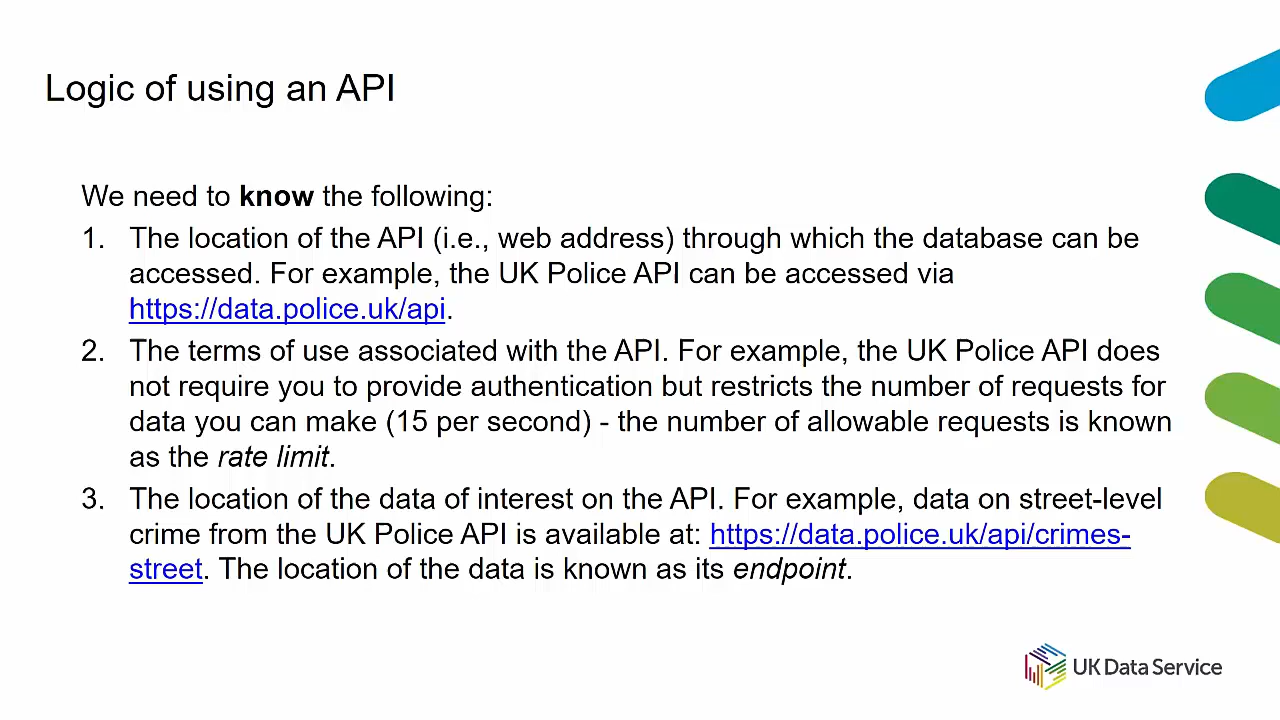 Logic of using an API
We need to know the following:
1. The location of the API (i.e., web address) through which the database can be
accessed. For example, the UK Police API can be accessed via
https://data.police.uk/api.
2. The terms of use associated with the API. For example, the UK Police API does
not require you to provide authentication but restricts the number of requests for
data you can make (15 per second) - the number of allowable requests is known
as the rate limit.
3. The location of the data of interest on the API. For example, data on street-level
crime from the UK Police API is available at: https://data.police.uk/api/crimes-
street. The location of the data is known as its endpoint.
UK Data Service